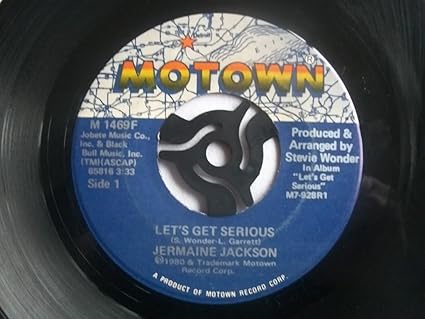 MOTOWN®
M 1469F
Jobete Music Co.,
Inc. & Black
Bull Music, Inc.
(TMI)(ASCAP)
65816 3:33
Side 1
Produced &
Arranged by
Stevie Wonder
In Album
"Let's Get
Serious"
M7-928R1
LET'S GET SERIOUS
(S. Wonder-L. Garrett)
JERMAINE JACKSON
℗1980 & Trademark Motown
Record Corp.
A PRODUCT OF MOTOWN RECORD CORP.